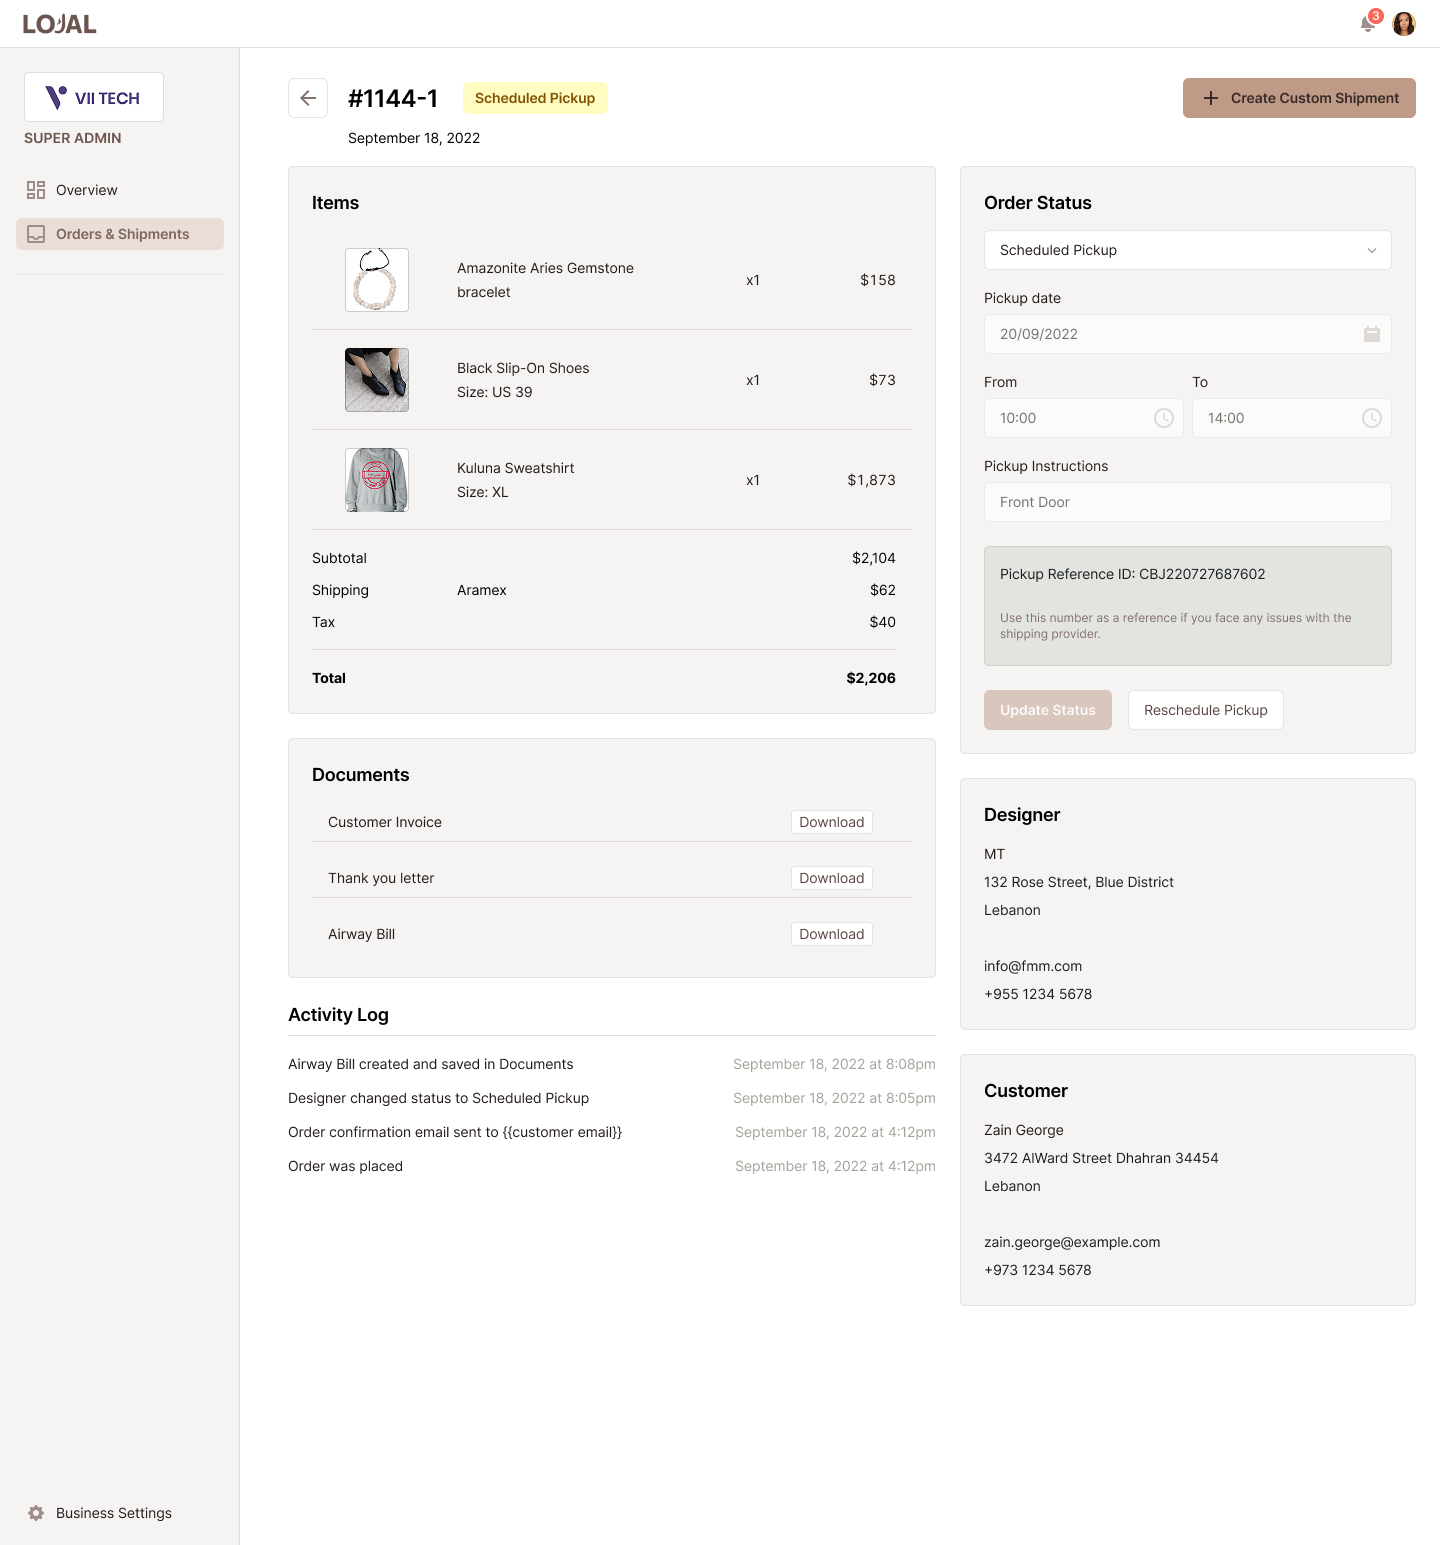 LOJAL
3
VII TECH
SUPER ADMIN
Overview
Orders & Shipments
Business Settings
#1144-1
Scheduled Pickup
September 18, 2022
Create Custom Shipment
Items
Amazonite Aries Gemstone
bracelet
x1
$158
Black Slip-On Shoes
Size: US 39
x1
$73
Kuluna Sweatshirt
Size: XL
x1
$1,873
Subtotal
$2,104
Shipping
Aramex
$62
Tax
$40
Total
$2,206
Documents
Customer Invoice
Download
Thank you letter
Download
Airway Bill
Download
Activity Log
Airway Bill created and saved in Documents
September 18, 2022 at 8:08pm
Designer changed status to Scheduled Pickup
September 18, 2022 at 8:05pm
Order confirmation email sent to {{customer email}}
September 18, 2022 at 4:12pm
Order was placed
September 18, 2022 at 4:12pm
Order Status
Scheduled Pickup
Pickup date
20/09/2022
From
To
10:00
14:00
Pickup Instructions
Front Door
Pickup Reference ID: CBJ220727687602
Use this number as a reference if you face any issues with the
shipping provider.
Update Status
Reschedule Pickup
Designer
MT
132 Rose Street, Blue District
Lebanon
info@fmm.com
+955 1234 5678
Customer
Zain George
3472 AlWard Street Dhahran 34454
Lebanon
zain.george@example.com
+973 1234 5678